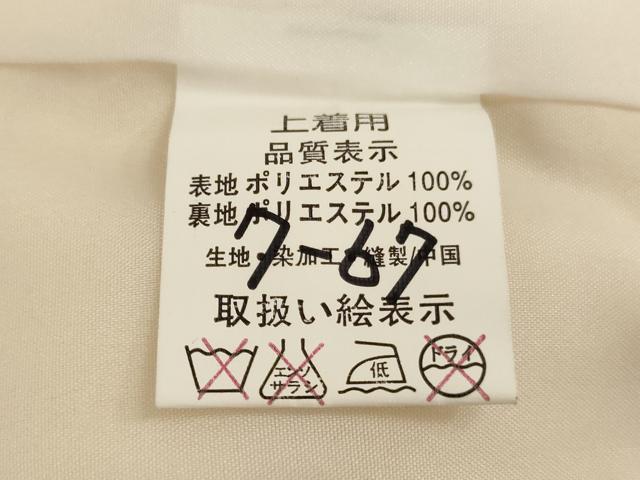 上着用
品質表示
表地 ポリエステル 100%
裏地 ポリエステル 100%
生地・染加工・縫製/中国
7-67
取扱い絵表示
エンソ サラシ
低
ドライ